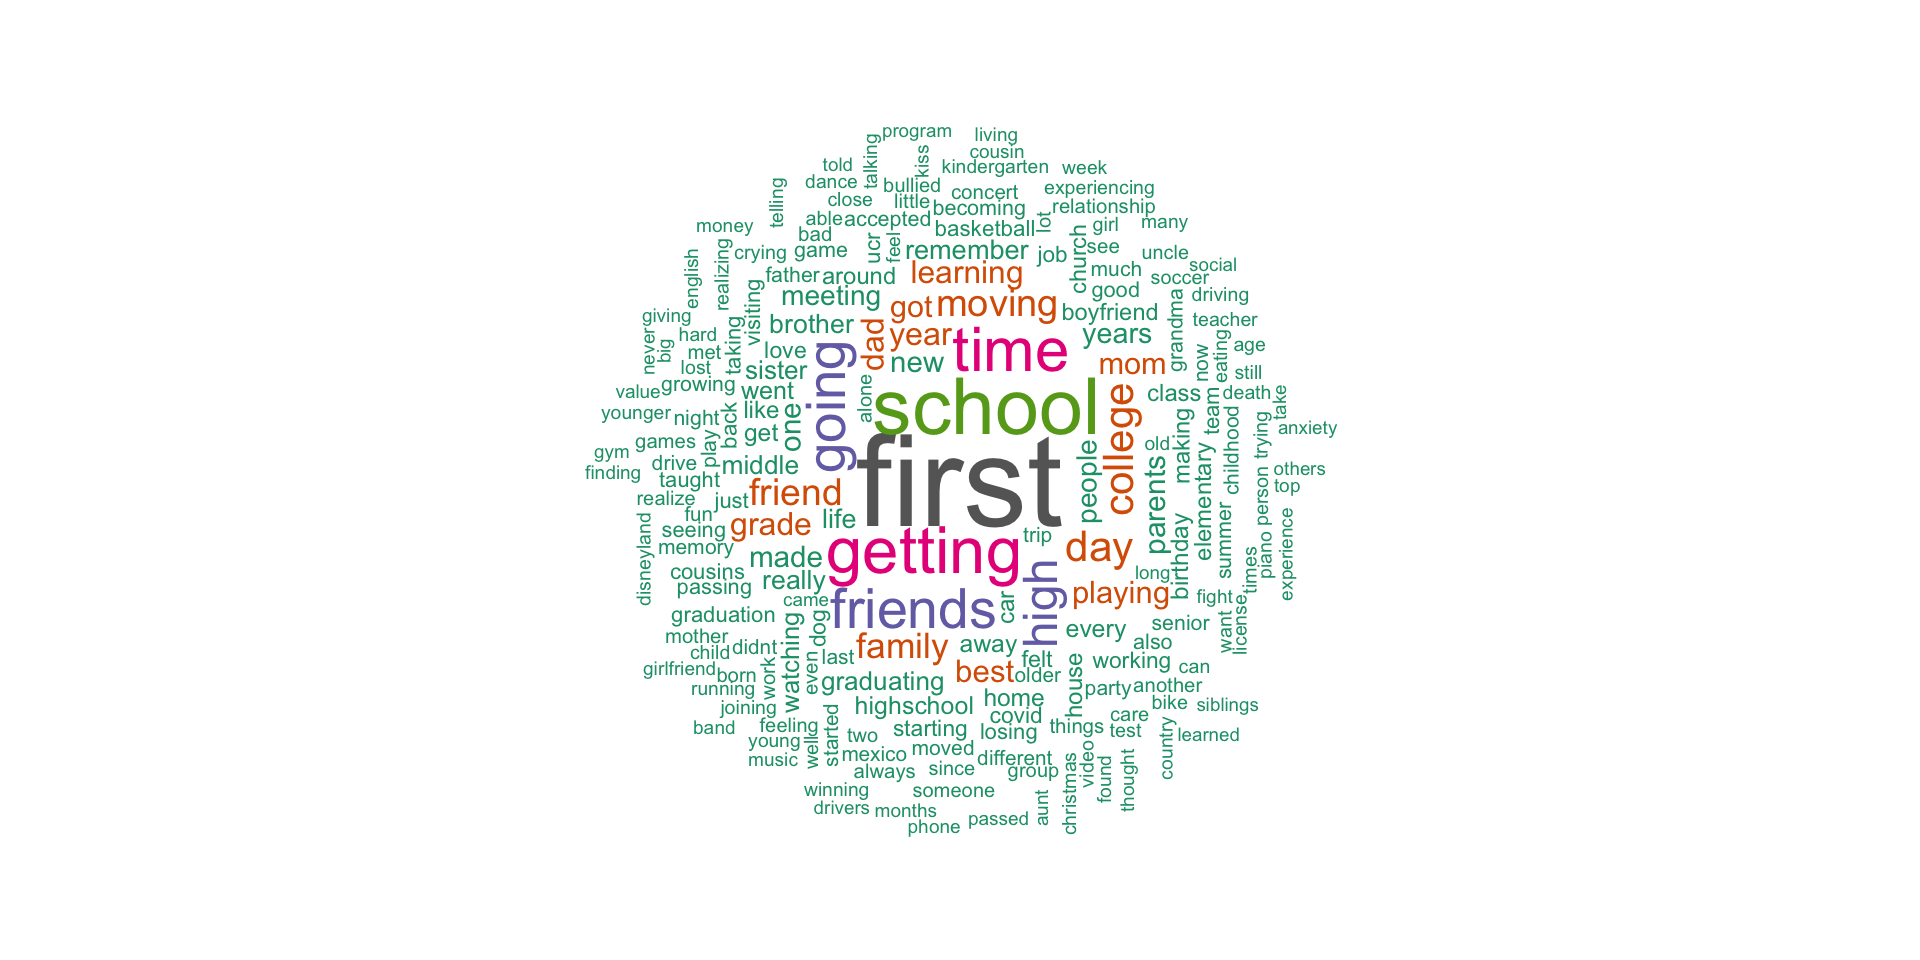 program
living
told
talking
kiss
cousin
kindergarten
week
telling
dance
bullied
concert
experiencing
close
little
becoming
relationship
money
able
accepted
lot
girl
many
bad
ucr
feel
basketball
english
realizing
crying
game
remember
job
church
see
uncle
father
around
learning
much
soccer
social
giving
visiting
meeting
got
moving
good
grandma
driving
never
big
hard
taking
brother
dad
year
boyfriend
years
teacher
met
love
going
new
time
mom
now
eating
age
lost
sister
still
value
growing
went
alone
school
college
class
team
death
take
younger
night
back
like
one
people
old
making
childhood
trying
anxiety
gym
games
play
get
first
elementary
finding
drive
middle
parents
person
others
taught
friend
top
realize
just
fun
grade
life
trip
day
birthday
summer
piano
experience
disneyland
seeing
memory
made
getting
high
long
times
cousins
passing
really
car
playing
fight
want
license
graduation
came
friends
every
senior
mother
watching
dog
family
away
also
child
didnt
last
felt
working
can
girlfriend
born
work
even
best
older
house
running
graduating
party
another
joining
highschool
home
bike
siblings
band
feeling
started
starting
covid
things
care
young
well
two
losing
test
learned
music
mexico
moved
different
video
country
always
since
group
christmas
found
thought
winning
someone
drivers
months
aunt
phone
passed